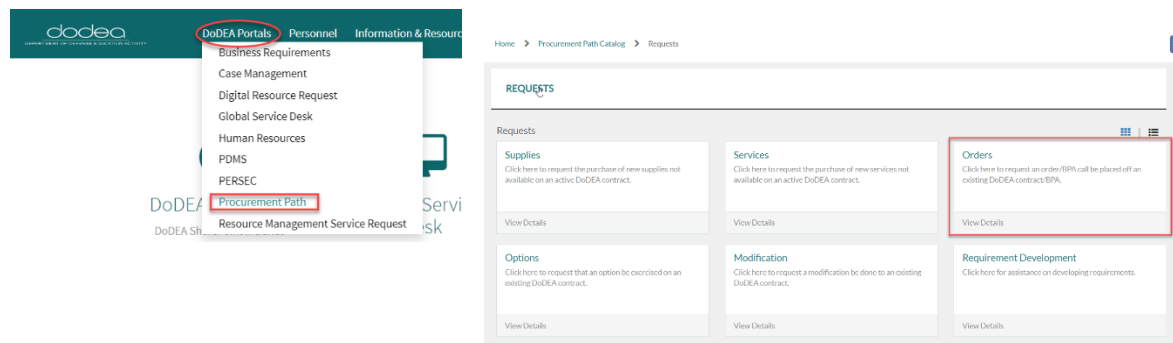 dodea
DEPARTMENT OF DEFENSE EDUCATION ACTIVITY
DoDEA Portals Personnel Information & Resourc
Business Requirements
Case Management
Digital Resource Request
Global Service Desk
Human Resources
PDMS
PERSEC
Procurement Path
Resource Management Service Request
DoDEA
Servi
DoDEA Sh
sk
Home > Procurement Path Catalog > Requests
REQUESTS
Requests
Supplies
Click here to request the purchase of new supplies not
available on an active DoDEA contract.
View Details
Services
Click here to request the purchase of new services not
available on an active DoDEA contract.
View Details
Orders
Click here to request an order/BPA call be placed off an
existing DoDEA contract/BPA.
View Details
Options
Click here to request that an option be exercised on an
existing DoDEA contract.
View Details
Modification
Click here to request a modification be done to an existing
DoDEA contract.
View Details
Requirement Development
Click here for assistance on developing requirements.
View Details